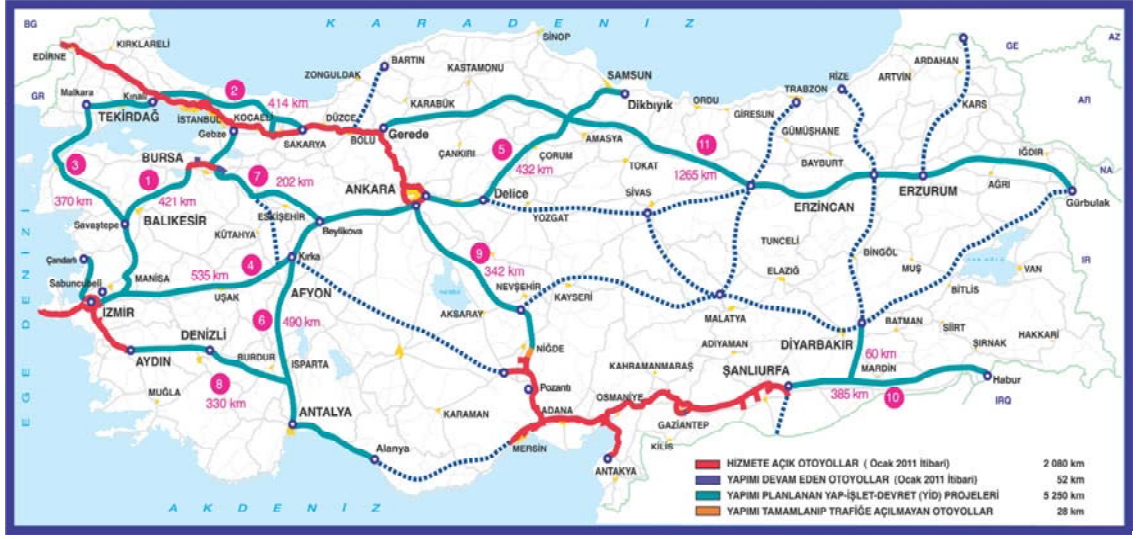 K A R A D E N İ Z
BG
KIRKLARELİ
EDİRNE
SİNOP
AZ
GE
BARTIN
ZONGULDAK
KASTAMONU
SAMSUN
RİZE
ARTVİN
ARDAHAN
GR
Malkara
Kınalı
2
414 km
KARABÜK
Dikbıyık
ORDU
TRABZON
KARS
TEKİRDAĞ
İSTANBUL
KOCAELİ
DÜZCE
GİRESUN
Gebze
SAKARYA
BOLU
Gerede
AMASYA
GÜMÜŞHANE
3
BURSA
7
ÇANKIRI
5
ÇORUM
432 km
TOKAT
11
1265 km
BAYBURT
IĞDIR
NA
1
421 km
202 km
ANKARA
Delice
SİVAS
ERZİNCAN
ERZURUM
AĞRI
370 km
BALIKESİR
ESKİŞEHİR
YOZGAT
Gürbulak
Savaştepe
KÜTAHYA
Beylikova
9
342 km
TUNCELİ
BİNGÖL
Çandarlı
Sabuncubeli
MANİSA
535 km
4
Kırka
NEVŞEHİR
KAYSERİ
ELAZIĞ
MUŞ
VAN
IR
İZMİR
UŞAK
AFYON
AKSARAY
MALATYA
BİTLİS
6
490 km
BATMAN
SİİRT
HAKKARİ
AYDIN
DENİZLİ
BURDUR
ISPARTA
NİĞDE
ADIYAMAN
DİYARBAKIR
ŞIRNAK
60 km
MARDİN
KAHRAMANMARAŞ
ŞANLIURFA
8
330 km
MUĞLA
Pozantı
OSMANİYE
385 km
10
Habur
IRQ
ANTALYA
KARAMAN
ADANA
GAZİANTEP
Alanya
MERSİN
KİLİS
ANTAKYA
E G E D E N İ Z İ
A K D E N İ Z
HİZMETE AÇIK OTOYOLLAR ( Ocak 2011 İtibari) 2 080 km
YAPIMI DEVAM EDEN OTOYOLLAR (Ocak 2011 İtibari) 52 km
YAPIMI PLANLANAN YAP-İŞLET-DEVRET (YİD) PROJELERİ 5 250 km
YAPIMI TAMAMLANIP TRAFİĞE AÇILMAYAN OTOYOLLAR 28 km